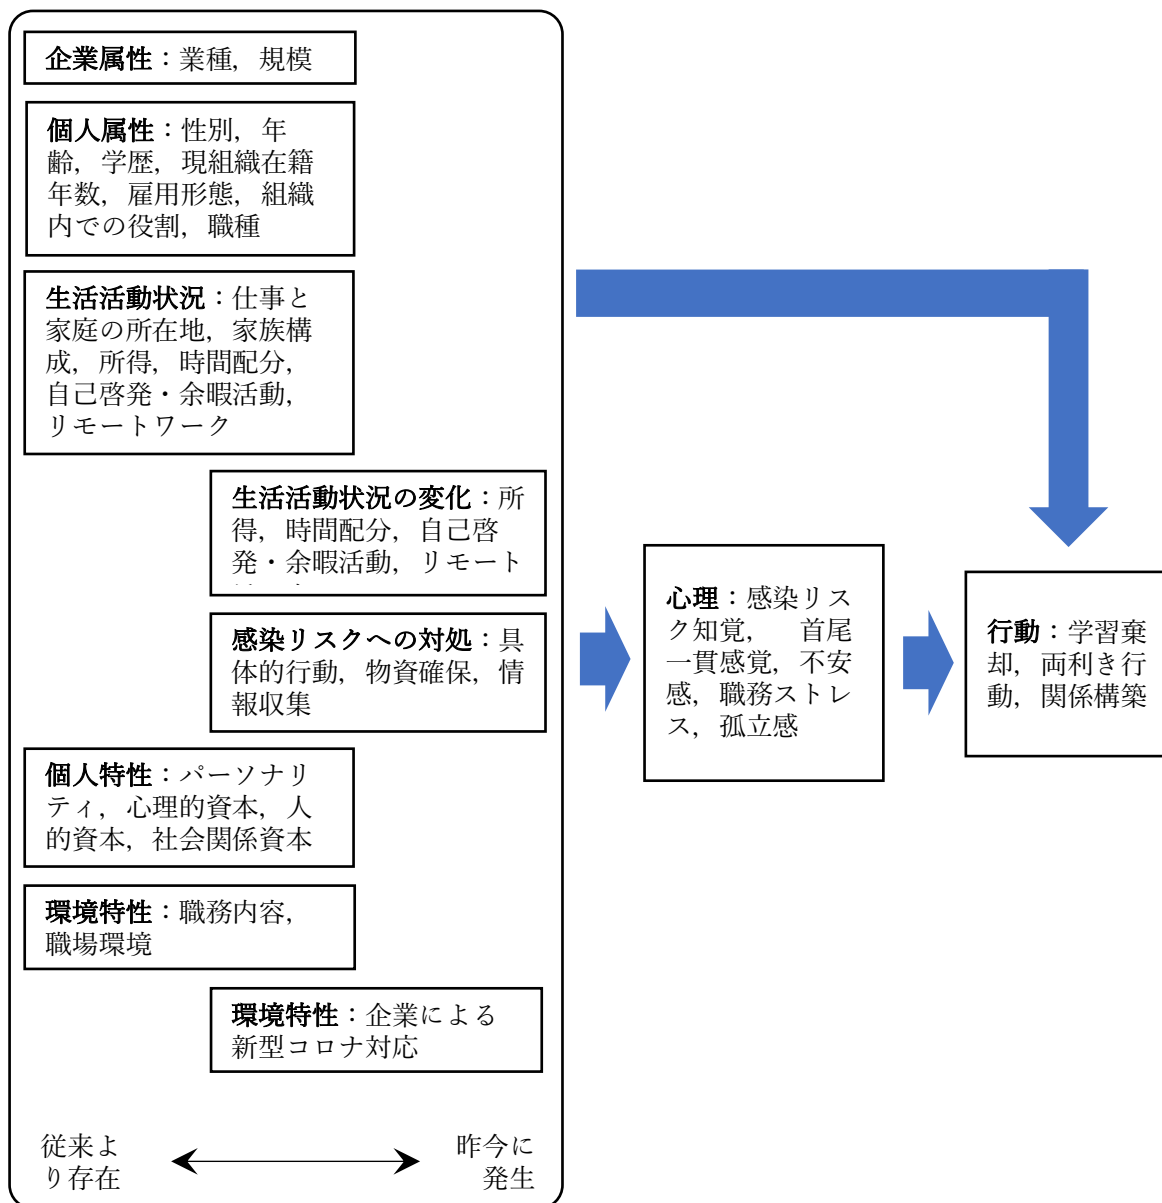 企業属性：業種，規模
個人属性：性別，年
齢，学歴，現組織在籍
年数，雇用形態，組織
内での役割，職種
生活活動状況：仕事と
家庭の所在地，家族構
成，所得，時間配分，
自己啓発・余暇活動，
リモートワーク
生活活動状況の変化：所
得，時間配分，自己啓
発・余暇活動，リモート
感染リスクへの対処：具
体的行動，物資確保，情
報収集
個人特性：パーソナリ
ティ，心理的資本，人
的資本，社会関係資本
環境特性：職務内容，
職場環境
環境特性：企業による
新型コロナ対応
従来よ
り存在
昨今に
発生
心理：感染リス
ク知覚，　首尾
一貫感覚，不安
感，職務ストレ
ス，孤立感
行動：学習棄
却，両利き行
動，関係構築